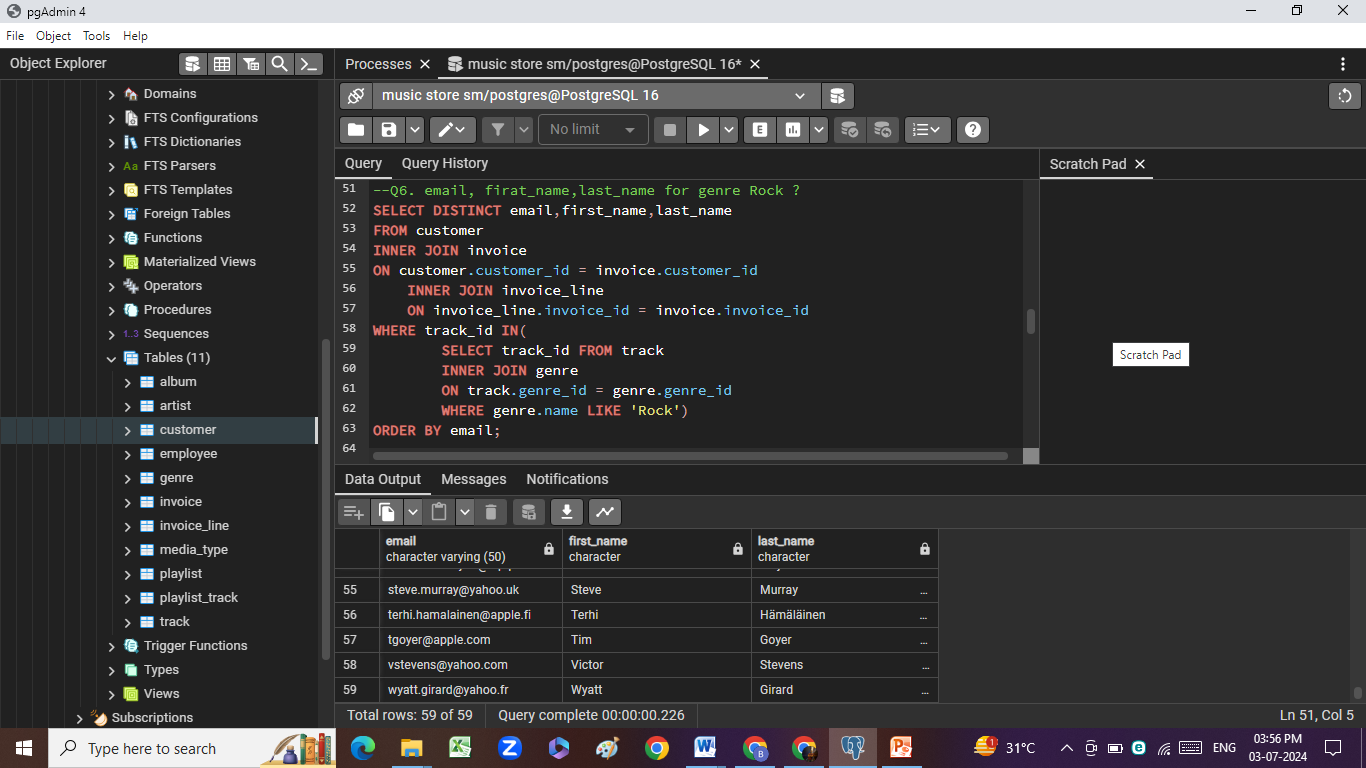 pgAdmin 4
File Object Tools Help
Object Explorer
Processes
music store sm/postgres@PostgreSQL 16*
music store sm/postgres@PostgreSQL 16
No limit
E
Query Query History
Scratch Pad
Domains
FTS Configurations
FTS Dictionaries
Aa FTS Parsers
FTS Templates
Foreign Tables
Functions
Materialized Views
Operators
Procedures
1..3 Sequences
Tables (11)
album
artist
customer
employee
genre
invoice
invoice_line
media_type
playlist
playlist_track
track
Trigger Functions
Types
Views
Subscriptions
51 --Q6. email, firat_name,last_name for genre Rock ?
52 SELECT DISTINCT email,first_name,last_name
53 FROM customer
54 INNER JOIN invoice
55 ON customer.customer_id = invoice.customer_id
56 INNER JOIN invoice_line
57 ON invoice_line.invoice_id = invoice.invoice_id
58 WHERE track_id IN(
59 SELECT track_id FROM track
60 INNER JOIN genre
61 ON track.genre_id = genre.genre_id
62 WHERE genre.name LIKE 'Rock')
63 ORDER BY email;
64
Scratch Pad
Data Output Messages Notifications
email first_name last_name
character varying (50) character character
55 steve.murray@yahoo.uk Steve Murray ...
56 terhi.hamalainen@apple.fi Terhi Hämäläinen ...
57 tgoyer@apple.com Tim Goyer ...
58 vstevens@yahoo.com Victor Stevens ...
59 wyatt.girard@yahoo.fr Wyatt Girard ...
Total rows: 59 of 59 Query complete 00:00:00.226 Ln 51, Col 5
Type here to search
31°C
ENG
03:56 PM
03-07-2024